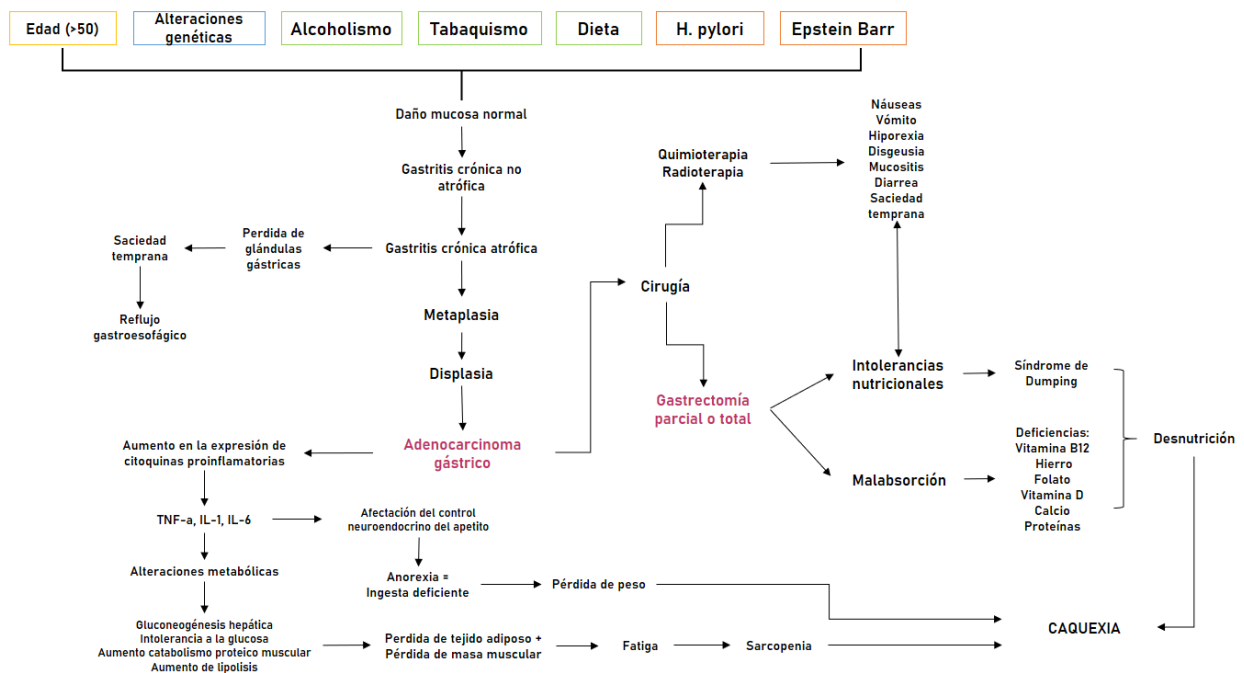 Edad (>50)
Alteraciones
genéticas
Alcoholismo
Tabaquismo
Dieta
H. pylori
Epstein Barr
Daño mucosa normal
Gastritis crónica no
atrófica
Gastritis crónica atrófica
Perdida de
glándulas
gástricas
Saciedad
temprana
Reflujo
gastroesofágico
Metaplasia
Displasia
Adenocarcinoma
gástrico
Aumento en la expresión de
citoquinas proinflamatorias
TNF-a, IL-1, IL-6
Afectación del control
neuroendocrino del apetito
Alteraciones metabólicas
Anorexia =
Ingesta deficiente
Pérdida de peso
Gluconeogénesis hepática
Intolerancia a la glucosa
Aumento catabolismo proteico muscular
Aumento de lipolisis
Perdida de tejido adiposo +
Pérdida de masa muscular
Fatiga
Sarcopenia
Cirugía
Quimioterapia
Radioterapia
Náuseas
Vómito
Hiporexia
Disgeusia
Mucositis
Diarrea
Saciedad
temprana
Gastrectomía
parcial o total
Intolerancias
nutricionales
Síndrome de
Dumping
Malabsorción
Deficiencias:
Vitamina B12
Hierro
Folato
Vitamina D
Calcio
Proteínas
Desnutrición
CAQUEXIA